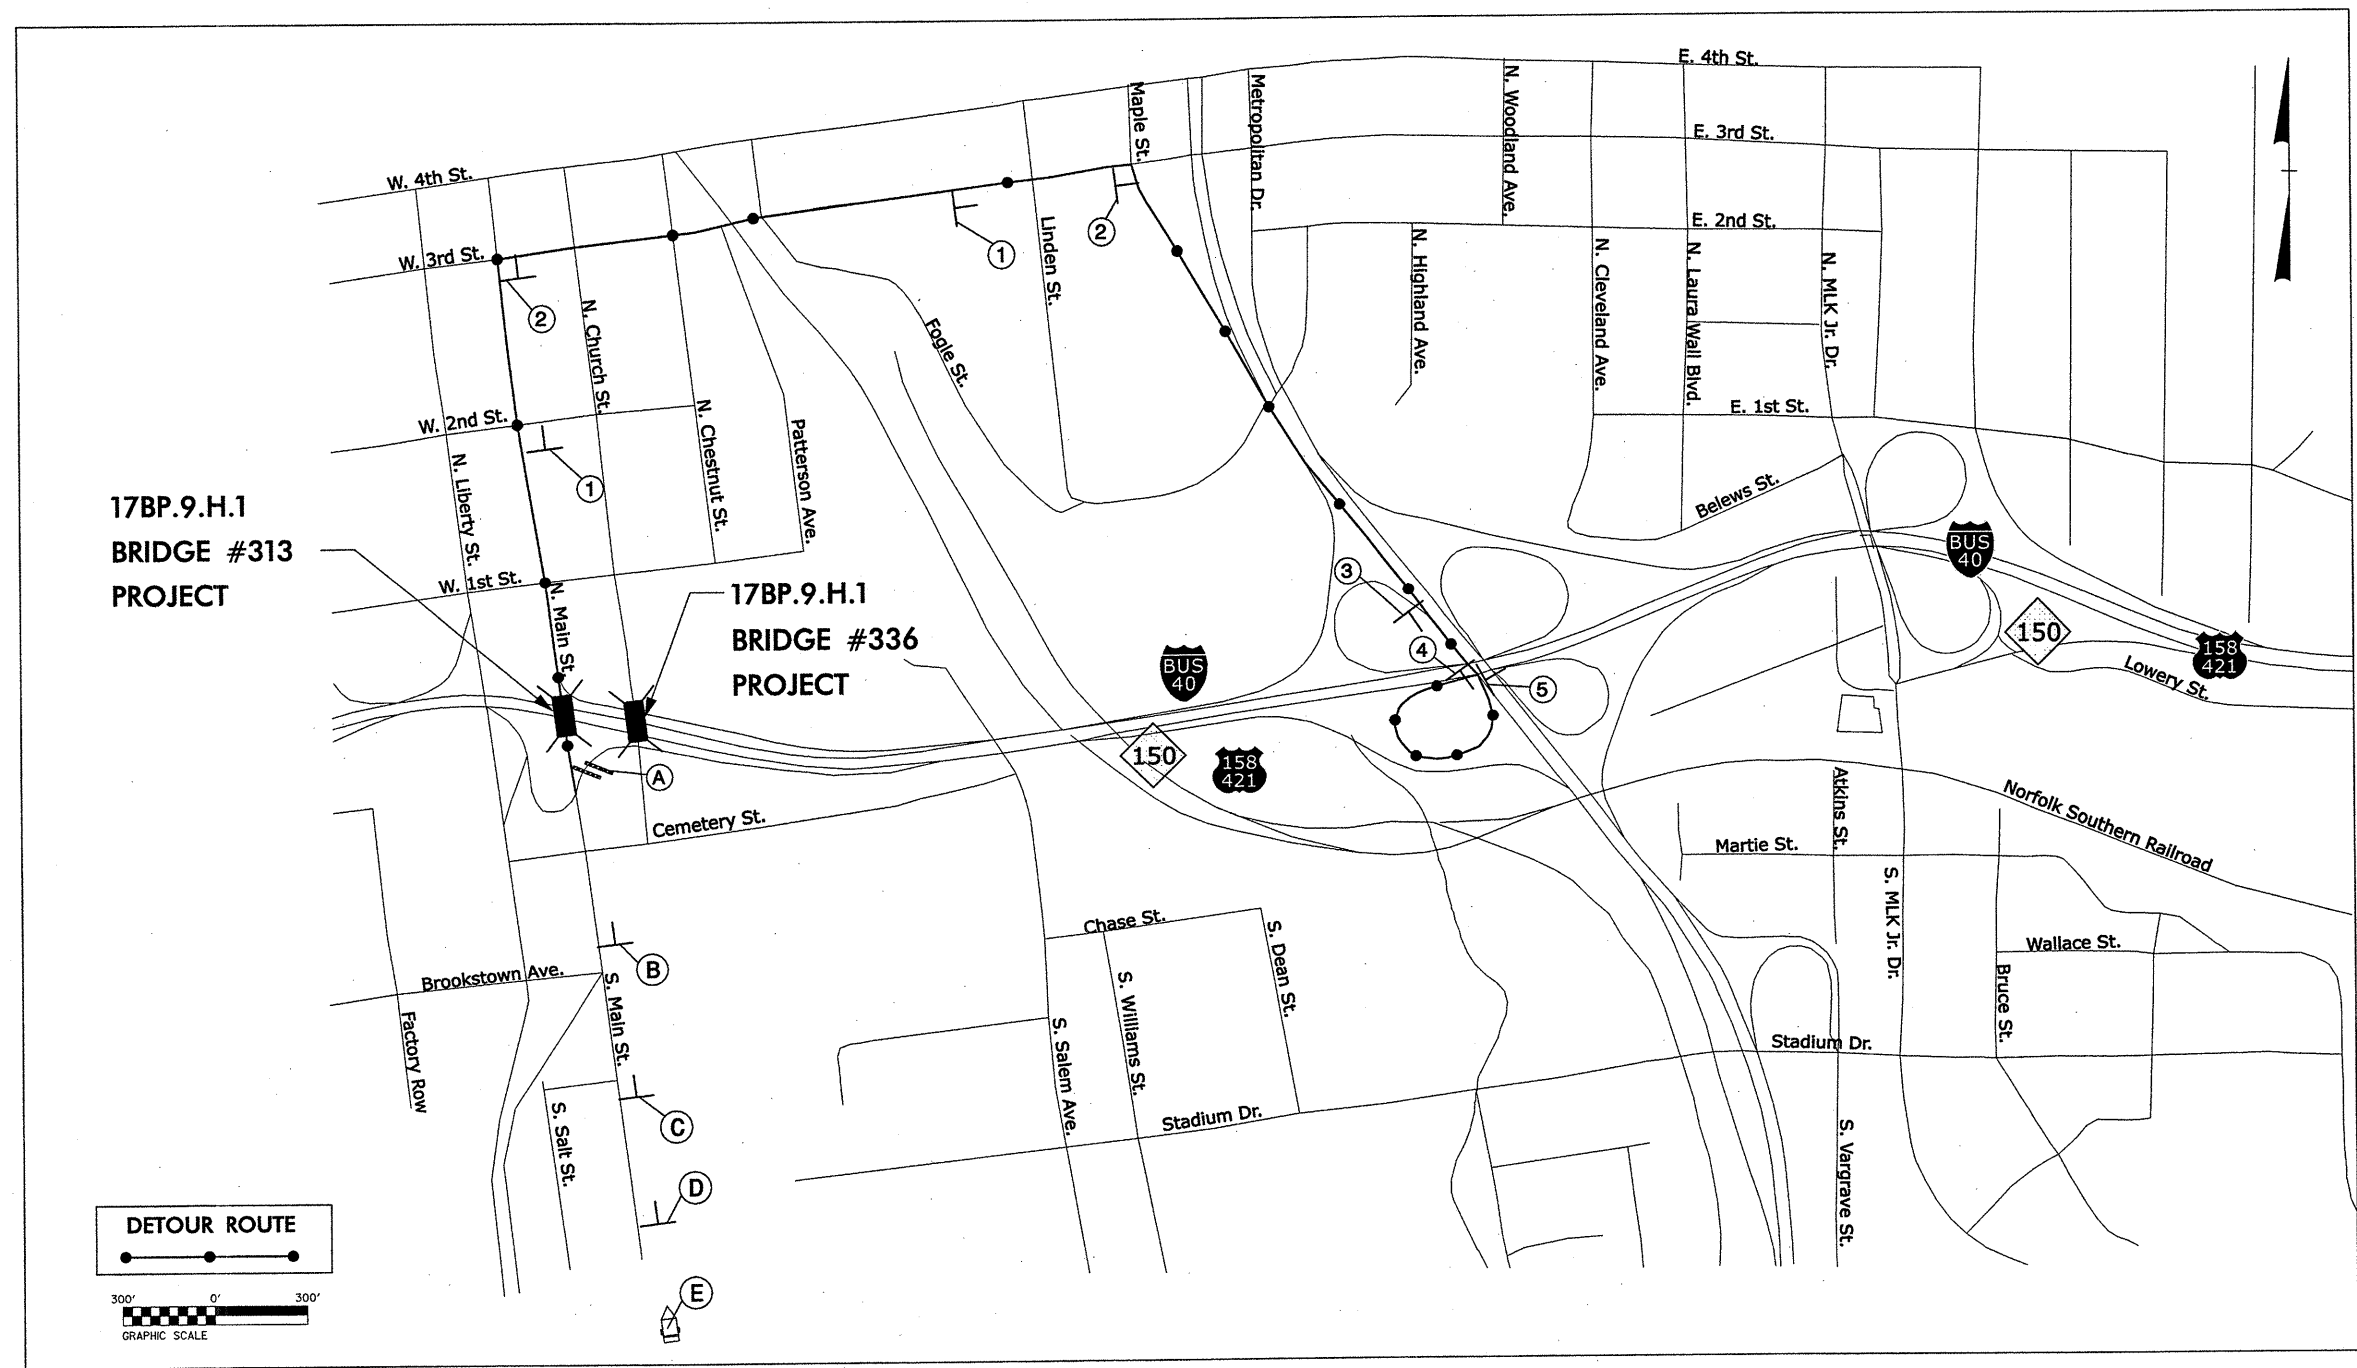 E. 4th St.
W. 4th St.
Maple St.
Metropolitan Dr.
N. Woodland Ave.
E. 3rd St.
W. 3rd St.
2
1
2
Linden St.
E. 2nd St.
N. Church St.
Fogle St.
N. Highland Ave.
N. Cleveland Ave.
N. Laura Wall Blvd.
N. MLK Jr. Dr.
W. 2nd St.
E. 1st St.
N. Liberty St.
1
N. Chestnut St.
Patterson Ave.
Belews St.
17BP.9.H.1
BRIDGE #313
PROJECT
W. 1st St.
N. Main St.
17BP.9.H.1
BRIDGE #336
PROJECT
3
4
5
BUS
40
BUS
40
150
158
421
Lowery St.
150
158
421
A
Cemetery St.
Atkins St.
Norfolk Southern Railroad
Martie St.
S. MLK Jr. Dr.
Chase St.
S. Dean St.
Wallace St.
B
Brookstown Ave.
S. Main St.
Factory Row
S. Williams St.
S. Salem Ave.
Bruce St.
Stadium Dr.
S. Salt St.
C
Stadium Dr.
S. Vargrave St.
D
E
DETOUR ROUTE
300'
0'
300'
GRAPHIC SCALE